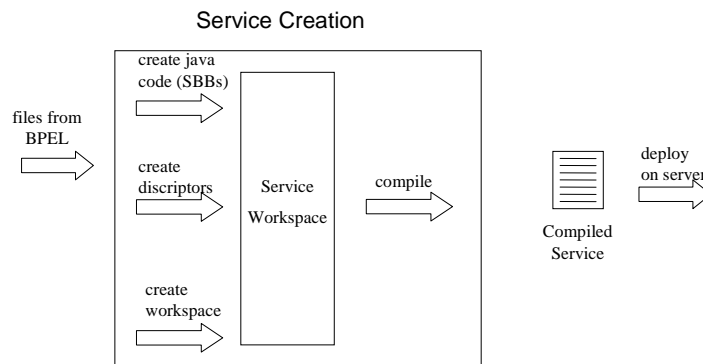 Service Creation
create java
code (SBBs)
files from
BPEL
create
discriptors
Service
Workspace
compile
deploy
on server
Compiled
Service
create
workspace